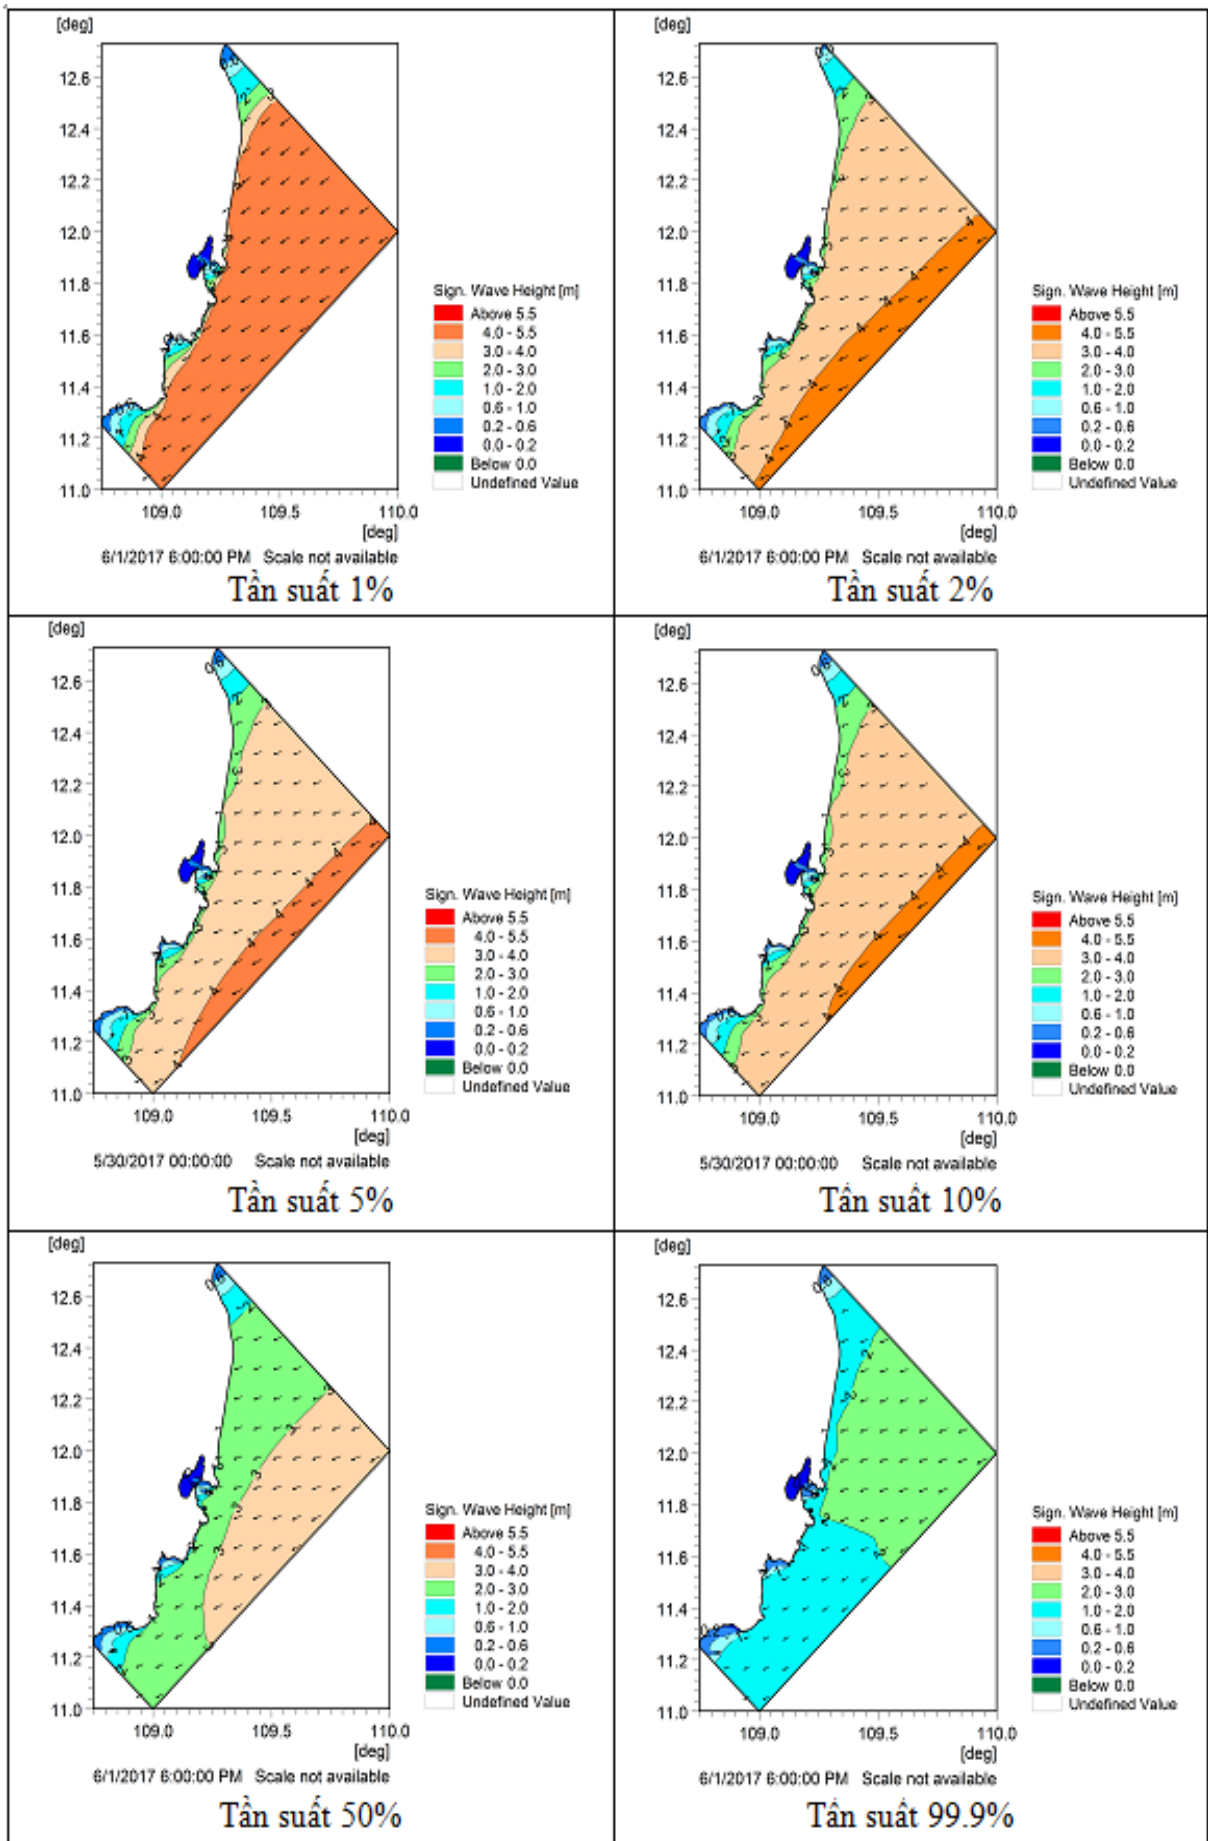 [deg]
12.6
12.4
12.2
12.0
11.8
11.6
11.4
11.2
11.0
109.0 109.5 110.0
[deg]
Sign. Wave Height [m]
Above 5.5
4.0 - 5.5
3.0 - 4.0
2.0 - 3.0
1.0 - 2.0
0.6 - 1.0
0.2 - 0.6
0.0 - 0.2
Below 0.0
Undefined Value
6/1/2017 6:00:00 PM Scale not available
Tần suất 1%
[deg]
12.6
12.4
12.2
12.0
11.8
11.6
11.4
11.2
11.0
109.0 109.5 110.0
[deg]
Sign. Wave Height [m]
Above 5.5
4.0 - 5.5
3.0 - 4.0
2.0 - 3.0
1.0 - 2.0
0.6 - 1.0
0.2 - 0.6
0.0 - 0.2
Below 0.0
Undefined Value
6/1/2017 6:00:00 PM Scale not available
Tần suất 2%
[deg]
12.6
12.4
12.2
12.0
11.8
11.6
11.4
11.2
11.0
109.0 109.5 110.0
[deg]
Sign. Wave Height [m]
Above 5.5
4.0 - 5.5
3.0 - 4.0
2.0 - 3.0
1.0 - 2.0
0.6 - 1.0
0.2 - 0.6
0.0 - 0.2
Below 0.0
Undefined Value
5/30/2017 00:00:00 Scale not available
Tần suất 5%
[deg]
12.6
12.4
12.2
12.0
11.8
11.6
11.4
11.2
11.0
109.0 109.5 110.0
[deg]
Sign. Wave Height [m]
Above 5.5
4.0 - 5.5
3.0 - 4.0
2.0 - 3.0
1.0 - 2.0
0.6 - 1.0
0.2 - 0.6
0.0 - 0.2
Below 0.0
Undefined Value
5/30/2017 00:00:00 Scale not available
Tần suất 10%
[deg]
12.6
12.4
12.2
12.0
11.8
11.6
11.4
11.2
11.0
109.0 109.5 110.0
[deg]
Sign. Wave Height [m]
Above 5.5
4.0 - 5.5
3.0 - 4.0
2.0 - 3.0
1.0 - 2.0
0.6 - 1.0
0.2 - 0.6
0.0 - 0.2
Below 0.0
Undefined Value
6/1/2017 6:00:00 PM Scale not available
Tần suất 50%
[deg]
12.6
12.4
12.2
12.0
11.8
11.6
11.4
11.2
11.0
109.0 109.5 110.0
[deg]
Sign. Wave Height [m]
Above 5.5
4.0 - 5.5
3.0 - 4.0
2.0 - 3.0
1.0 - 2.0
0.6 - 1.0
0.2 - 0.6
0.0 - 0.2
Below 0.0
Undefined Value
6/1/2017 6:00:00 PM Scale not available
Tần suất 99.9%